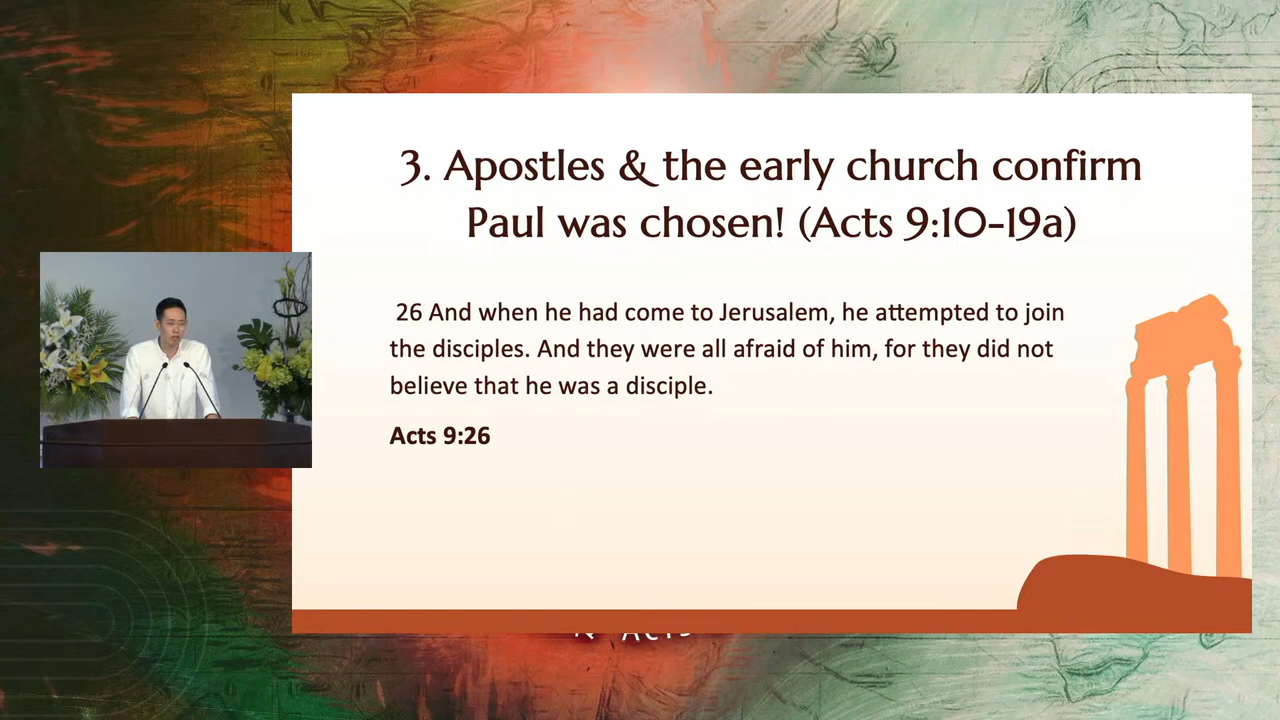 3. Apostles & the early church confirm
Paul was chosen! (Acts 9:10-19a)
26 And when he had come to Jerusalem, he attempted to join
the disciples. And they were all afraid of him, for they did not
believe that he was a disciple.
Acts 9:26
ACTS